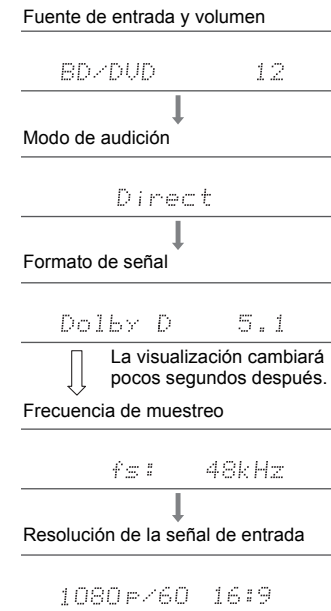 Fuente de entrada y volumen
BD/DVD 12
Modo de audición
Direct
Formato de señal
Dolby D 5.1
La visualización cambiará
pocos segundos después.
Frecuencia de muestreo
fs: 48kHz
Resolución de la señal de entrada
1080p/60 16:9